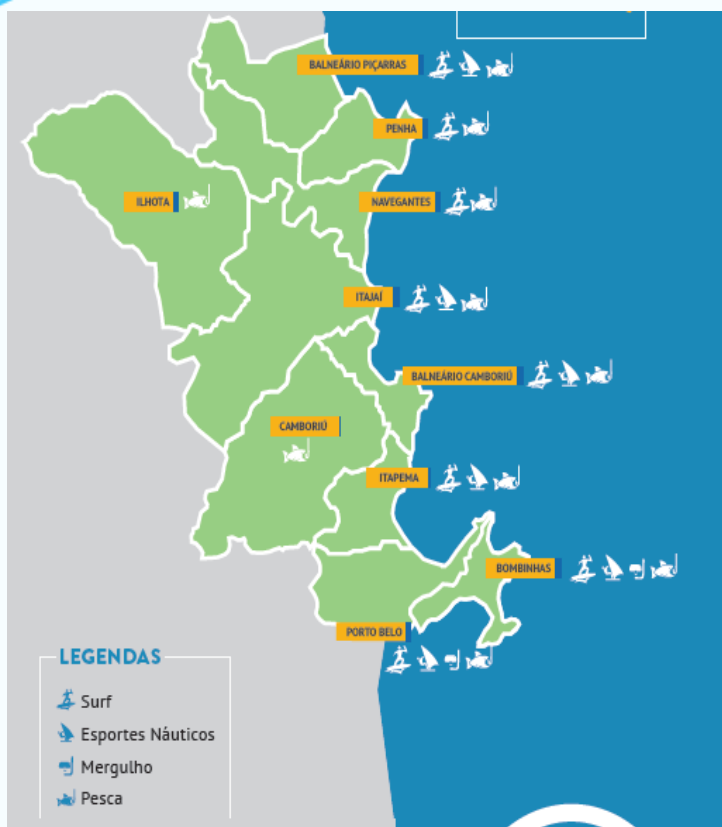 BALNEÁRIO PIÇARRAS
PENHA
ILHOTA
NAVEGANTES
ITAJAÍ
BALNEÁRIO CAMBORIÚ
CAMBORIÚ
ITAPEMA
BOMBINHAS
PORTO BELO
LEGENDAS
Surf
Esportes Náuticos
Mergulho
Pesca